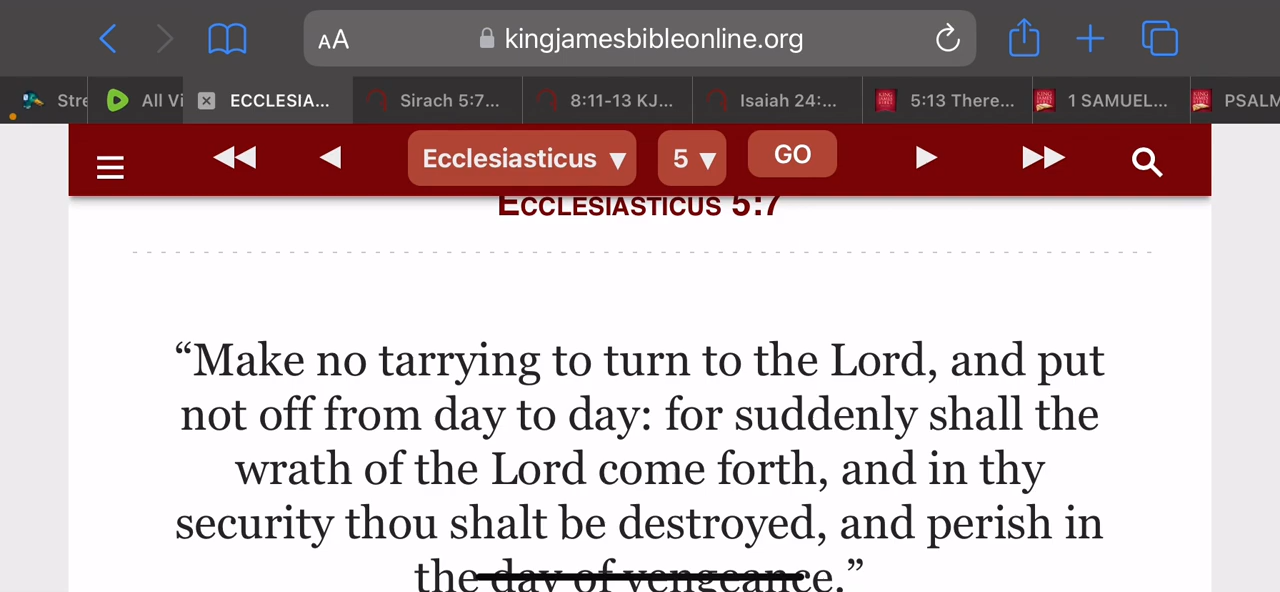 AA kingjamesbibleonline.org
Stre All Vi ECCLESIA... Sirach 5:7... 8:11-13 KJ... Isaiah 24:... 5:13 There... 1 SAMUEL... PSALM
Ecclesiasticus ▼ 5 ▼ GO
ECCLESIASTICUS 5:7
“Make no tarrying to turn to the Lord, and put
not off from day to day: for suddenly shall the
wrath of the Lord come forth, and in thy
security thou shalt be destroyed, and perish in
the day of vengeance.”